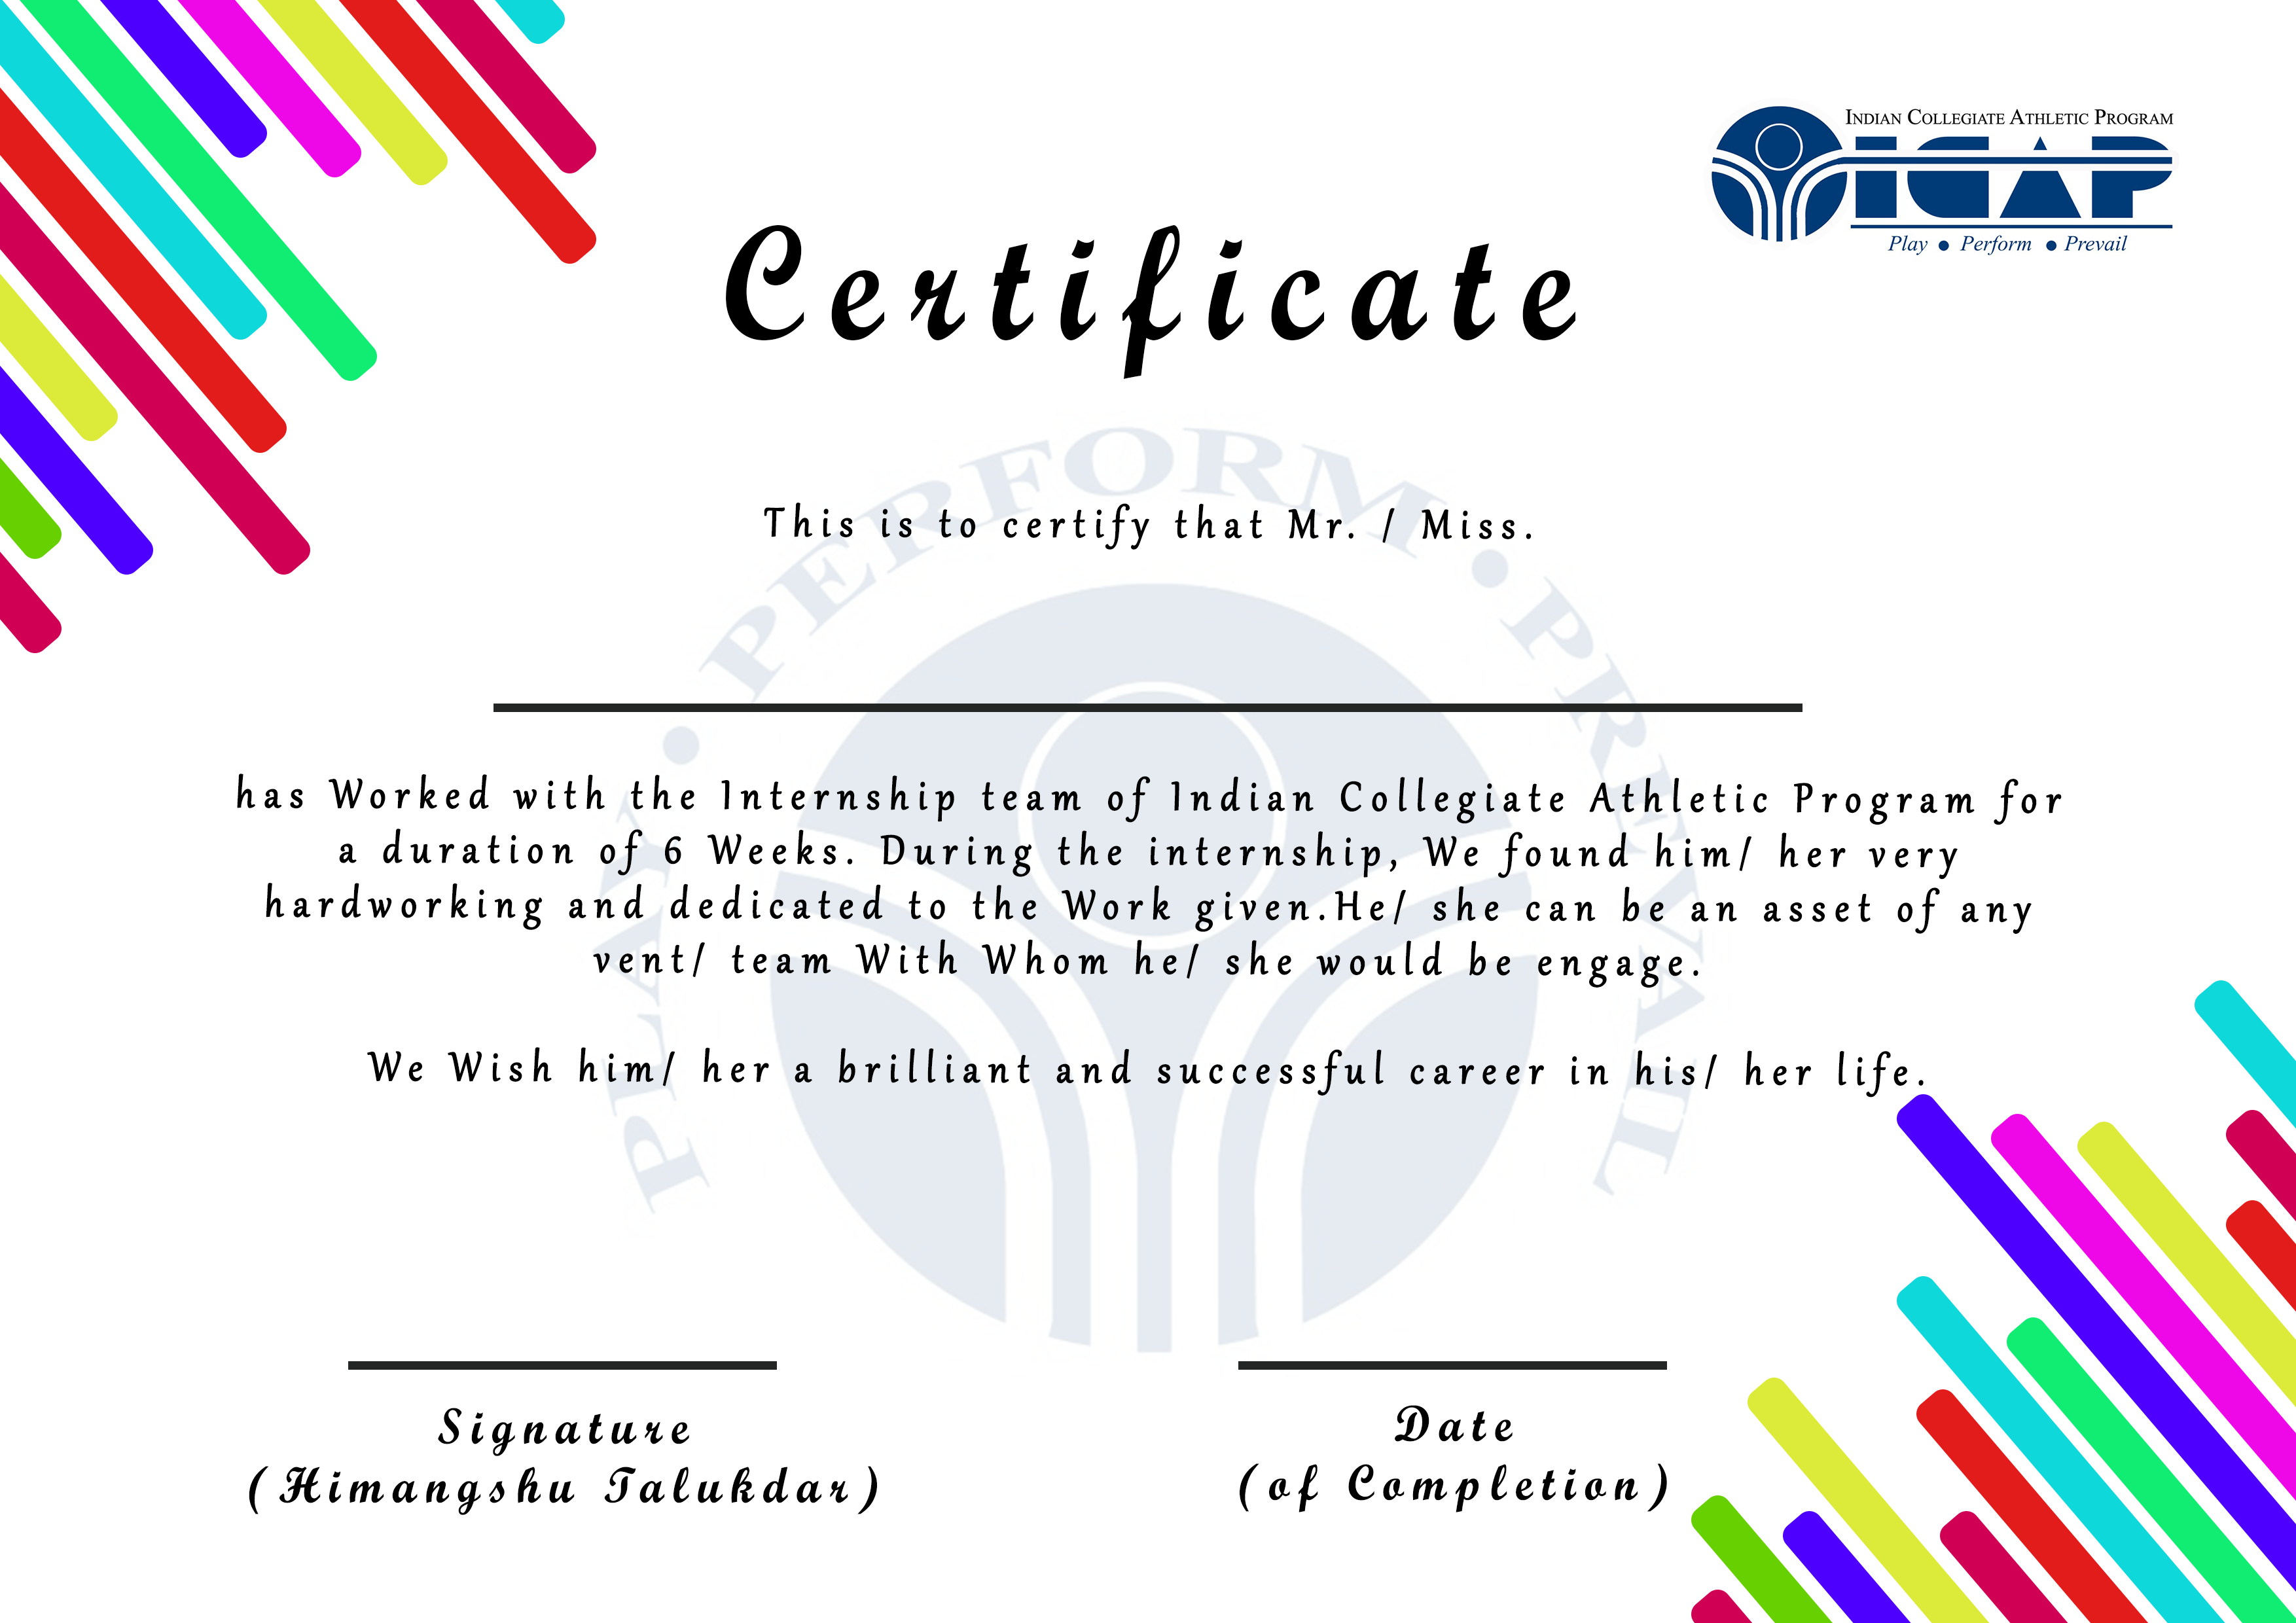 INDIAN COLLEGIATE ATHLETIC PROGRAM
ICAP
Play • Perform • Prevail
Certificate
PLAY • PERFORM • PREVAIL
This is to certify that Mr. / Miss.
has Worked with the Internship team of Indian Collegiate Athletic Program for
a duration of 6 Weeks. During the internship, We found him/ her very
hardworking and dedicated to the Work given.He/ she can be an asset of any
vent/ team With Whom he/ she would be engage.
We Wish him/ her a brilliant and successful career in his/ her life.
Signature
(Himangshu Talukdar)
Date
(of Completion)